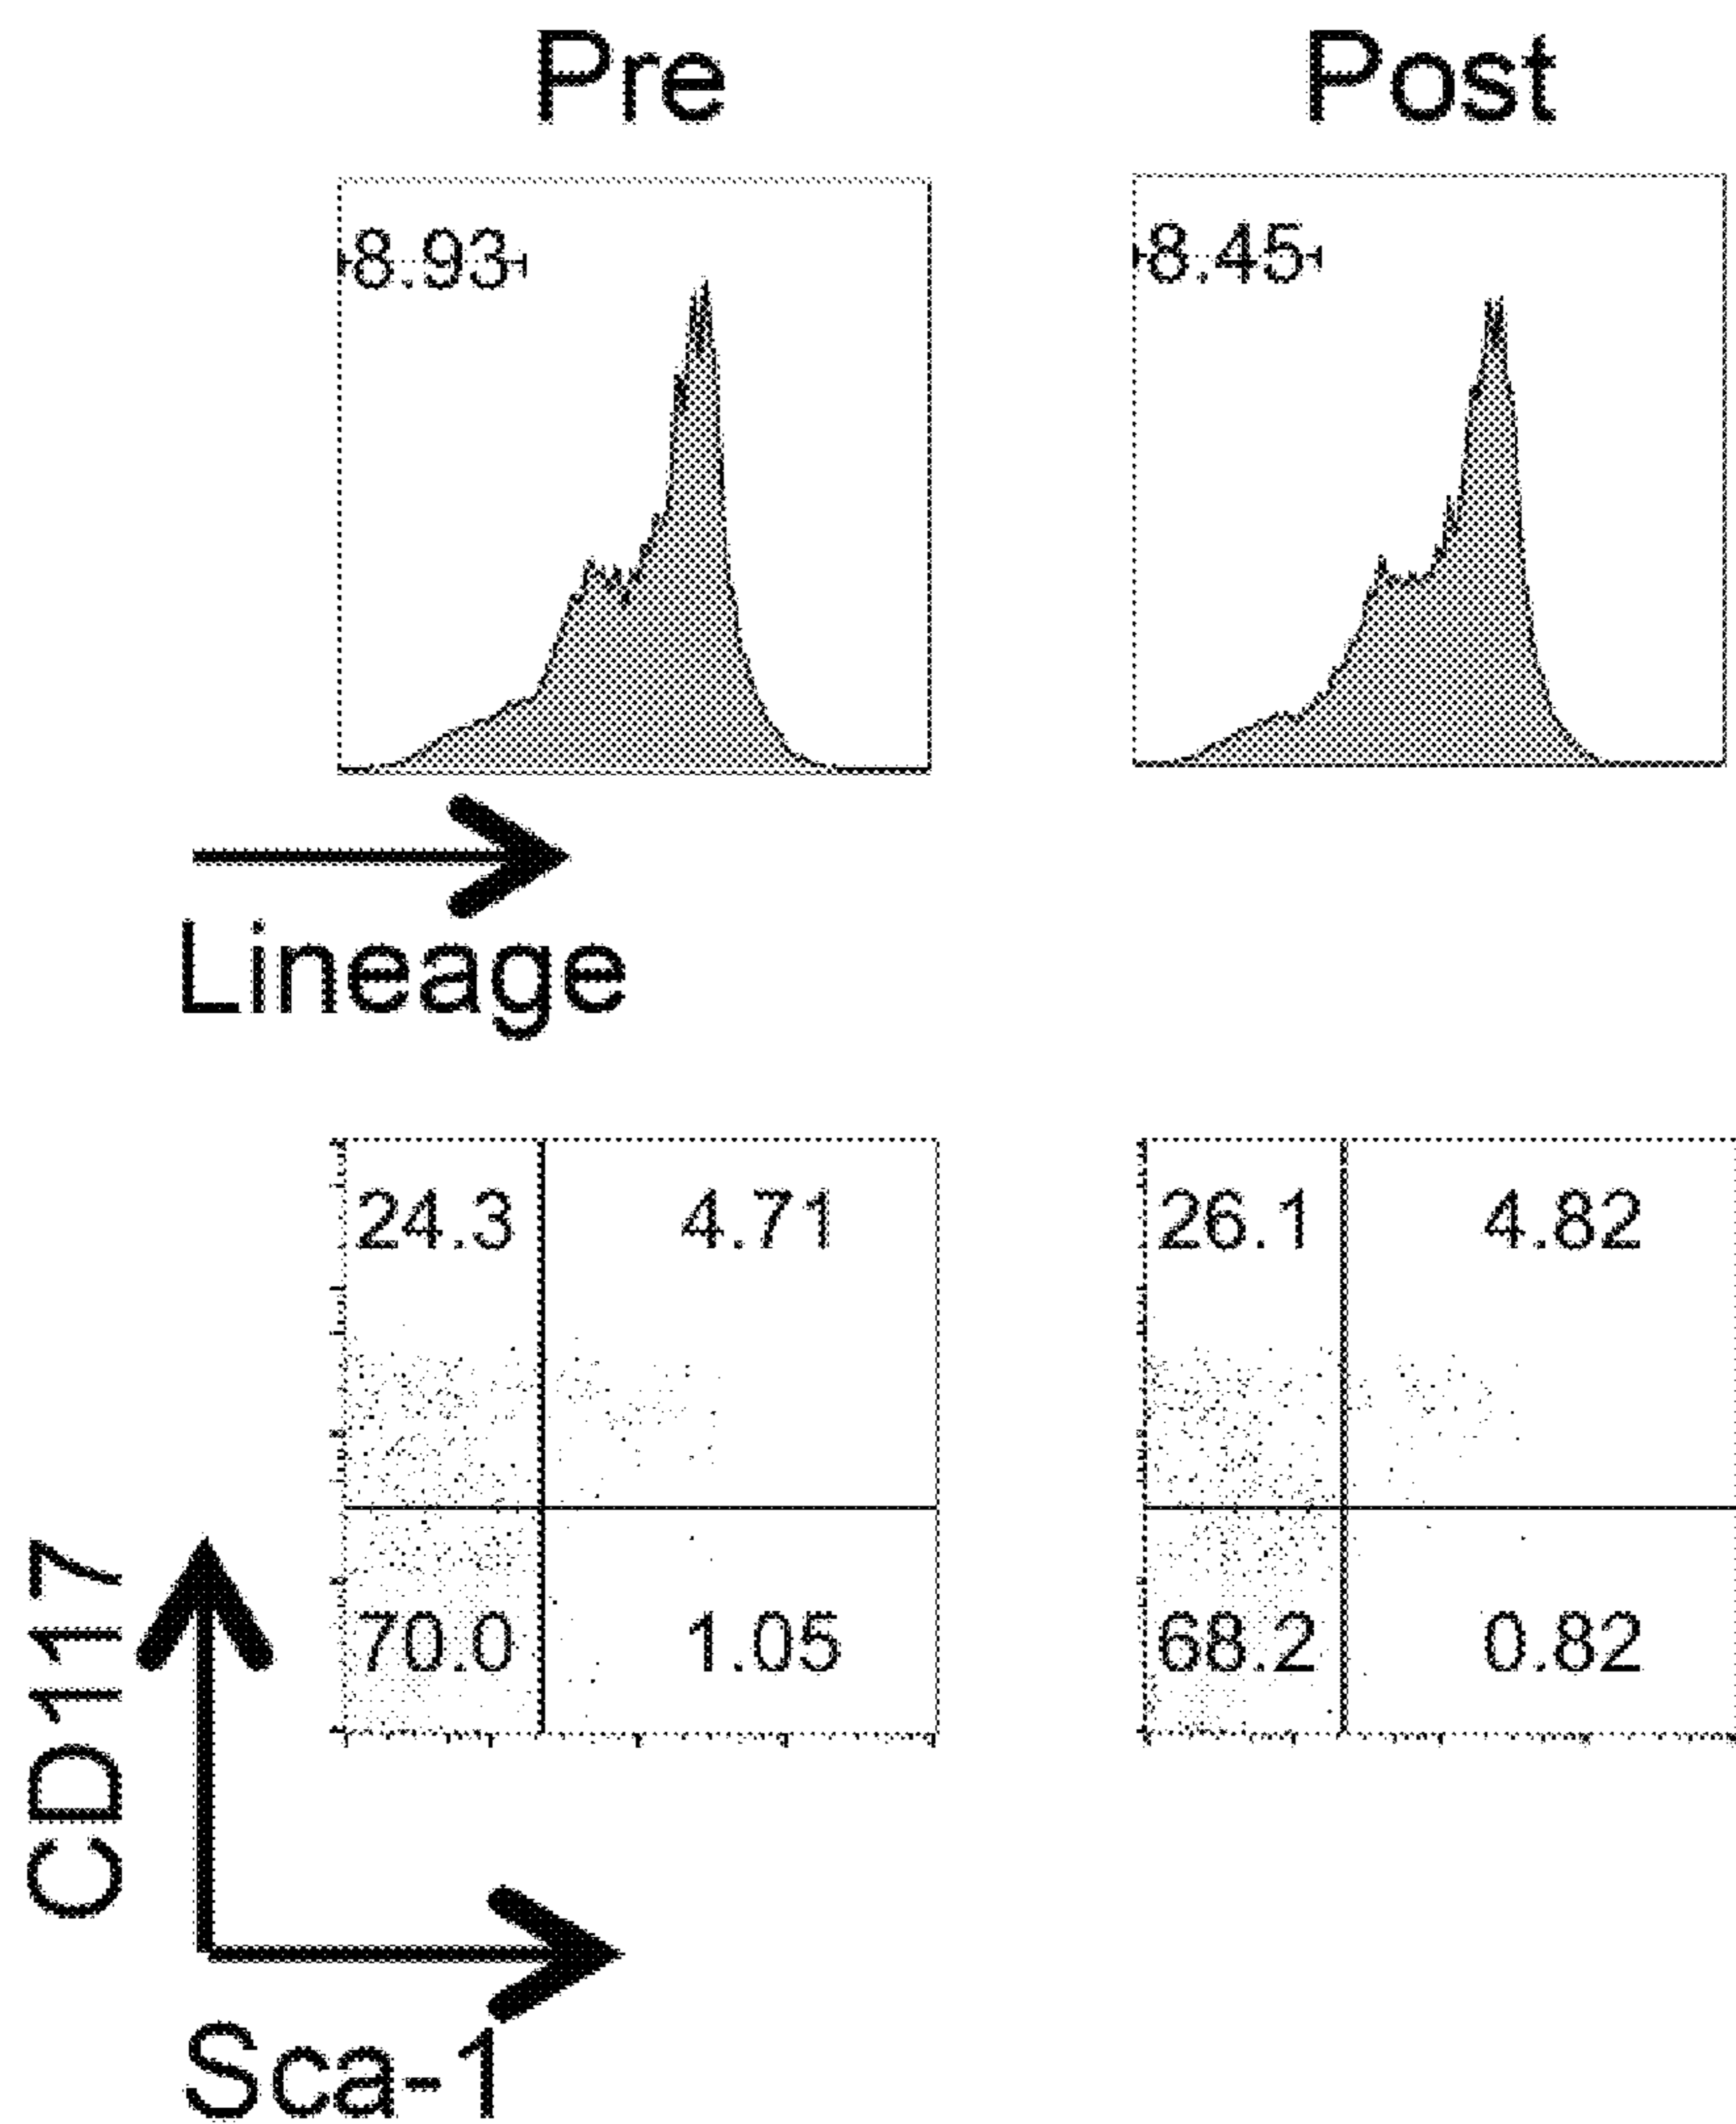 Pre Post
8.93 8.45
Lineage
24.3 4.71 26.1 4.82
70.0 1.05 68.2 0.82
CD117
Sca-1